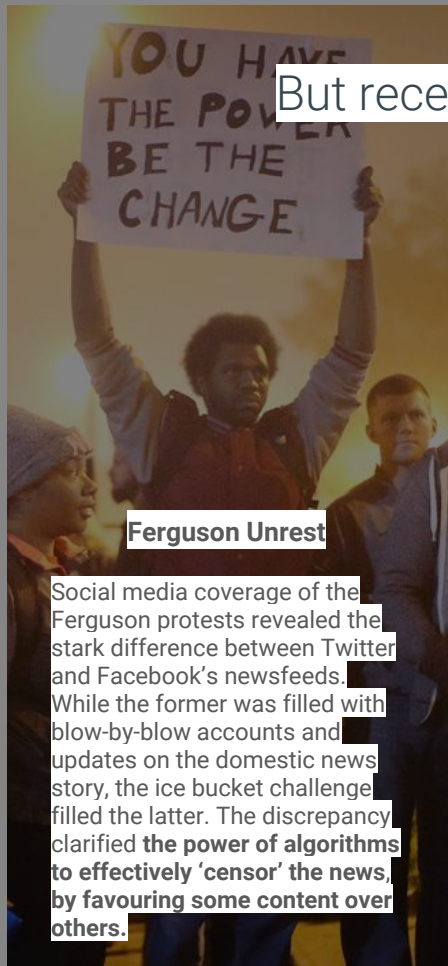 YOU HAVE
But rece
THE POWER
BE THE
CHANGE
Ferguson Unrest
Social media coverage of the
Ferguson protests revealed the
stark difference between Twitter
and Facebook’s newsfeeds.
While the former was filled with
blow-by-blow accounts and
updates on the domestic news
story, the ice bucket challenge
filled the latter. The discrepancy
clarified the power of algorithms
to effectively ‘censor’ the news,
by favouring some content over
others.